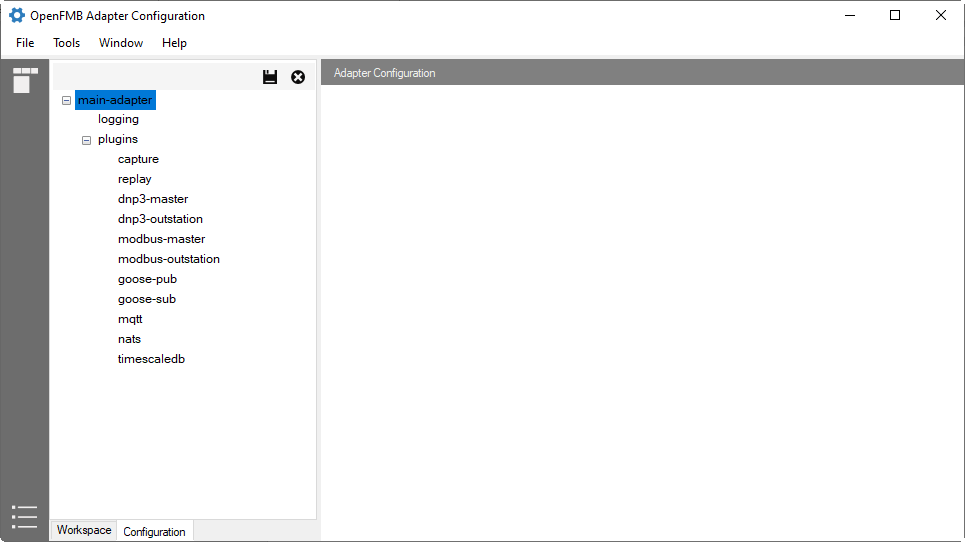 OpenFMB Adapter Configuration
File Tools Window Help
Adapter Configuration
main-adapter
logging
plugins
capture
replay
dnp3-master
dnp3-outstation
modbus-master
modbus-outstation
goose-pub
goose-sub
mqtt
nats
timescaledb
Workspace Configuration